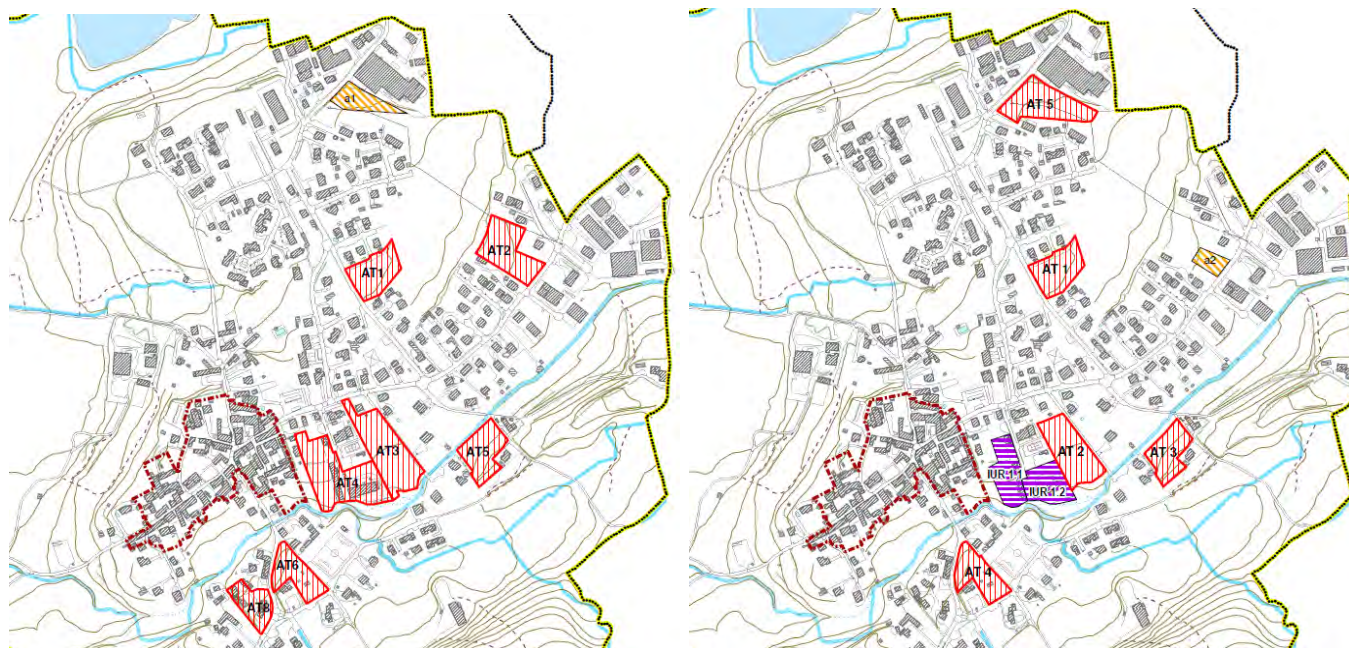 a1
AT1
AT2
AT3
AT4
AT5
AT6
AT8
AT 5
a2
AT 1
AT 2
IUR 1.1
IUR 1.2
AT 3
AT 4